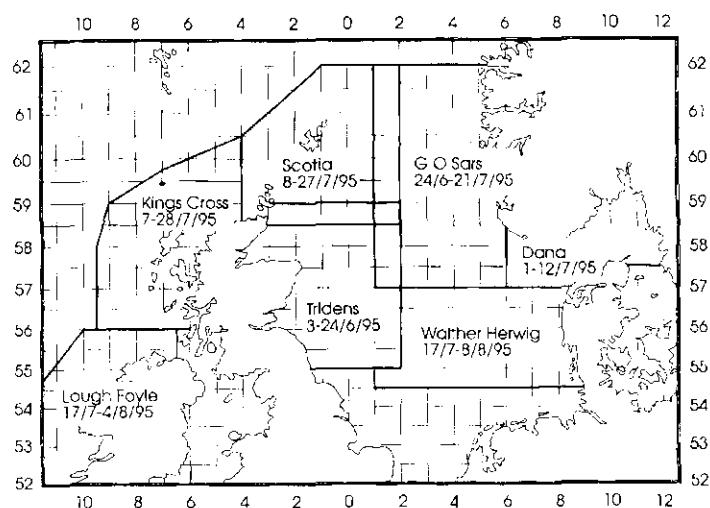 10 8 6 4 2 0 2 4 6 8 10 12
62 62
61 61
60 60
59 59
58 58
57 57
56 56
55 55
54 54
53 53
52 52
Scotia
8-27/7/95
G O Sars
24/6-21/7/95
Kings Cross
7-28/7/95
Dana
1-12/7/95
Tridens
3-24/6/95
Walther Herwig
17/7-8/8/95
Lough Foyle
17/7-4/8/95
10 8 6 4 2 0 2 4 6 8 10 12